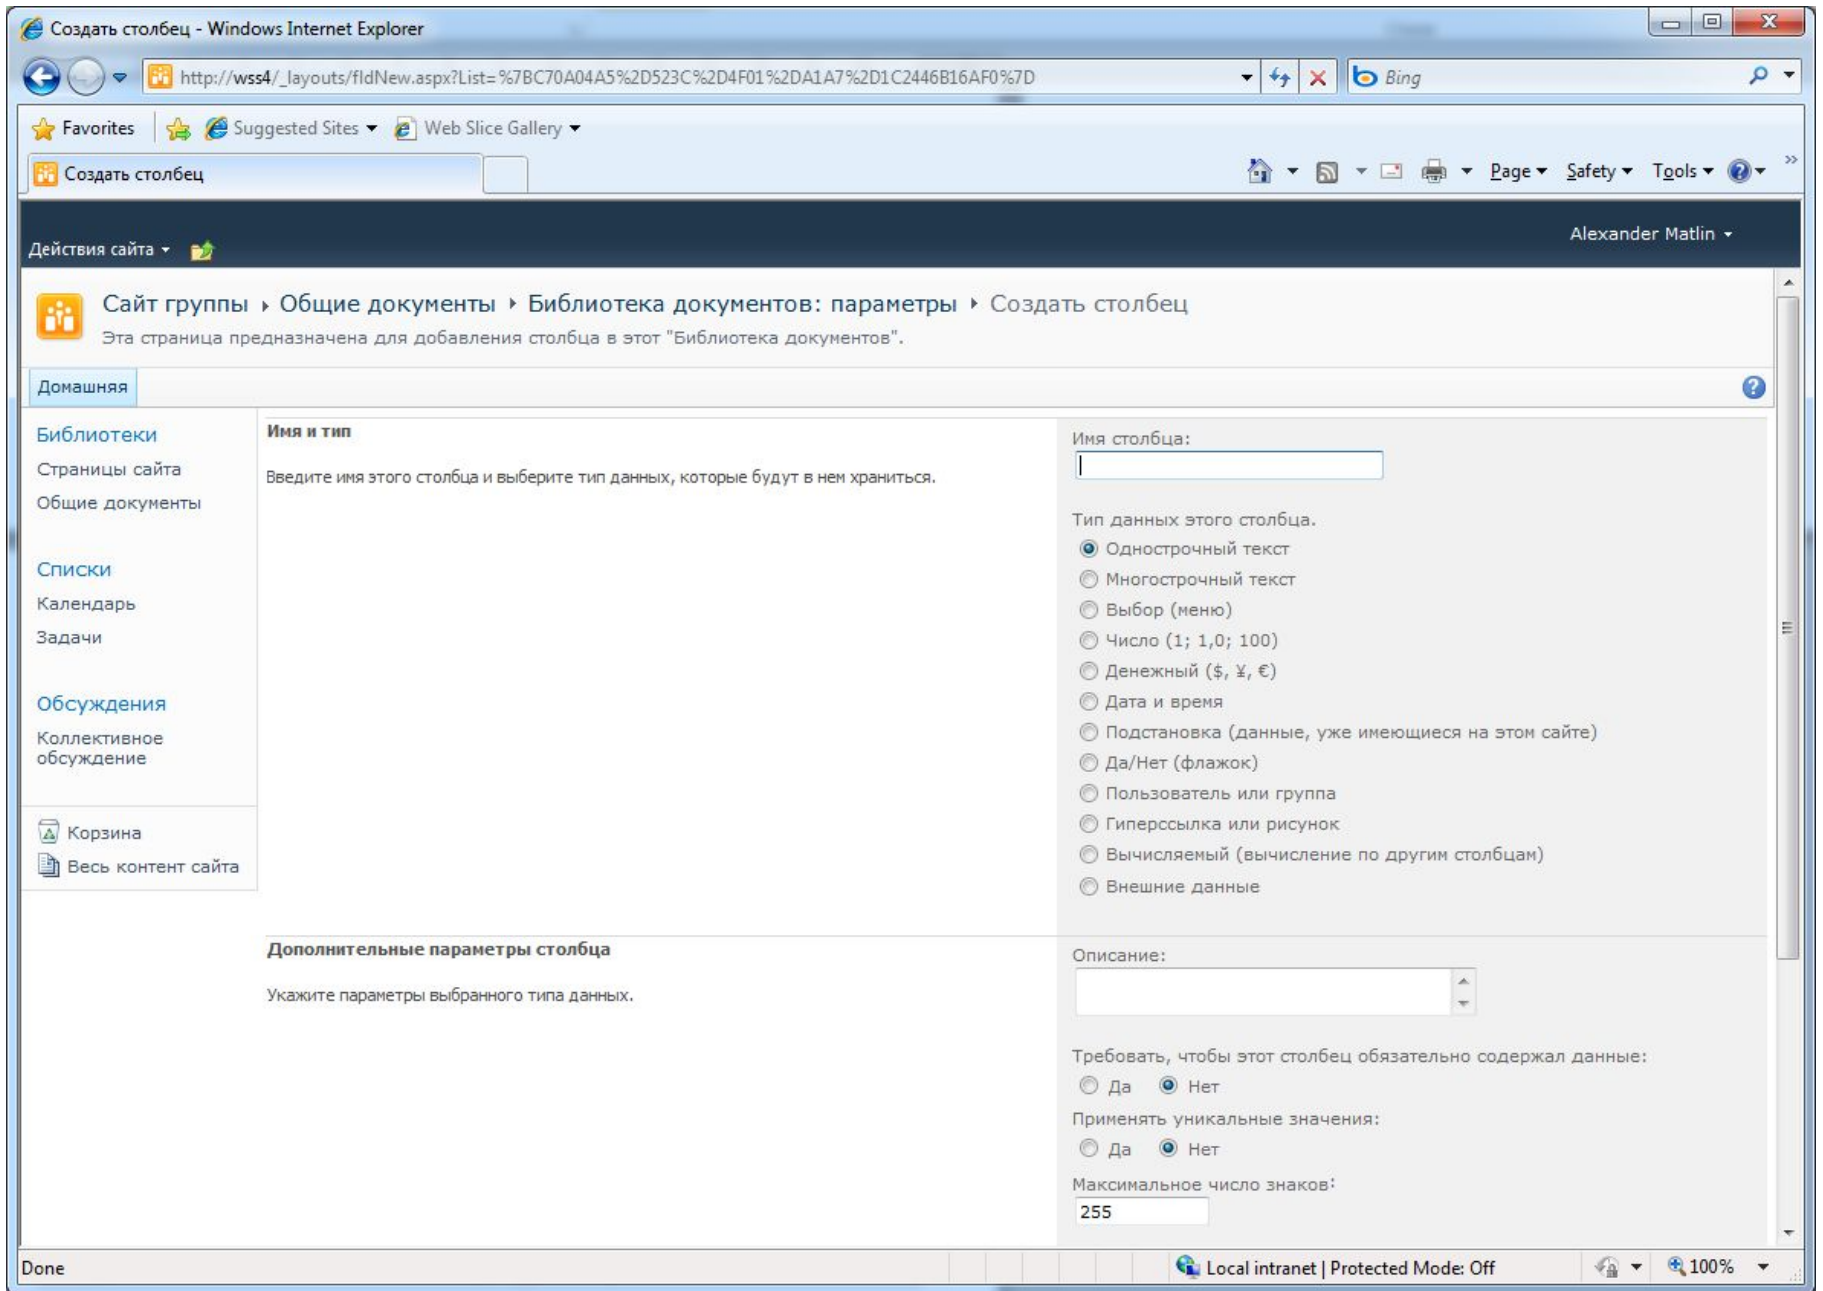 Создать столбец - Windows Internet Explorer
http://wss4/_layouts/fldNew.aspx?List=%7BC70A04A5%2D523C%2D4F01%2DA1A7%2D1C2446B16AF0%7D
Bing
Favorites Suggested Sites Web Slice Gallery
Создать столбец
Page Safety Tools
Alexander Matlin
Действия сайта
Сайт группы Общие документы Библиотека документов: параметры Создать столбец
Эта страница предназначена для добавления столбца в этот "Библиотека документов".
Домашняя
Библиотеки
Страницы сайта
Общие документы
Списки
Календарь
Задачи
Обсуждения
Коллективное
обсуждение
Корзина
Весь контент сайта
Имя и тип
Введите имя этого столбца и выберите тип данных, которые будут в нем храниться.
Имя столбца:
Тип данных этого столбца.
Однострочный текст
Многострочный текст
Выбор (меню)
Число (1; 1,0; 100)
Денежный ($, ¥, €)
Дата и время
Подстановка (данные, уже имеющиеся на этом сайте)
Да/Нет (флажок)
Пользователь или группа
Гиперссылка или рисунок
Вычисляемый (вычисление по другим столбцам)
Внешние данные
Дополнительные параметры столбца
Укажите параметры выбранного типа данных.
Описание:
Требовать, чтобы этот столбец обязательно содержал данные:
Да Нет
Применять уникальные значения:
Да Нет
Максимальное число знаков:
255
Done
Local intranet | Protected Mode: Off
100%